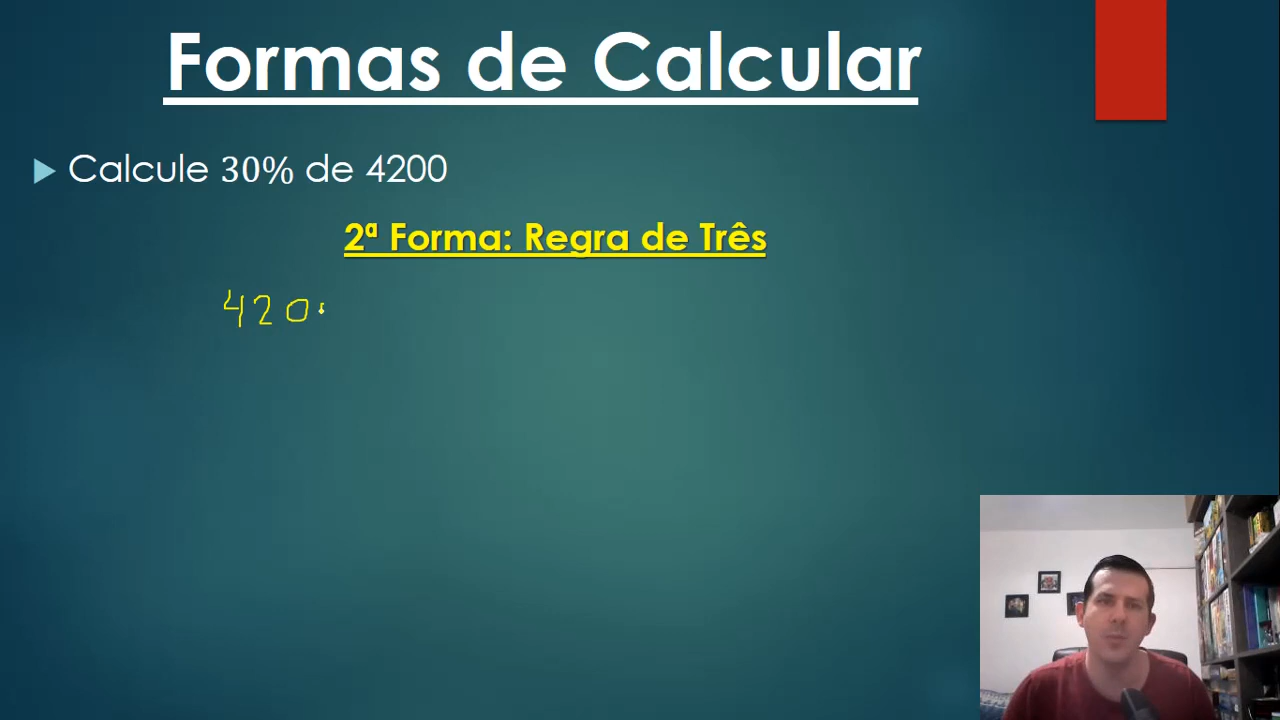 Formas de Calcular
Calcule 30% de 4200
2ª Forma: Regra de Três
420